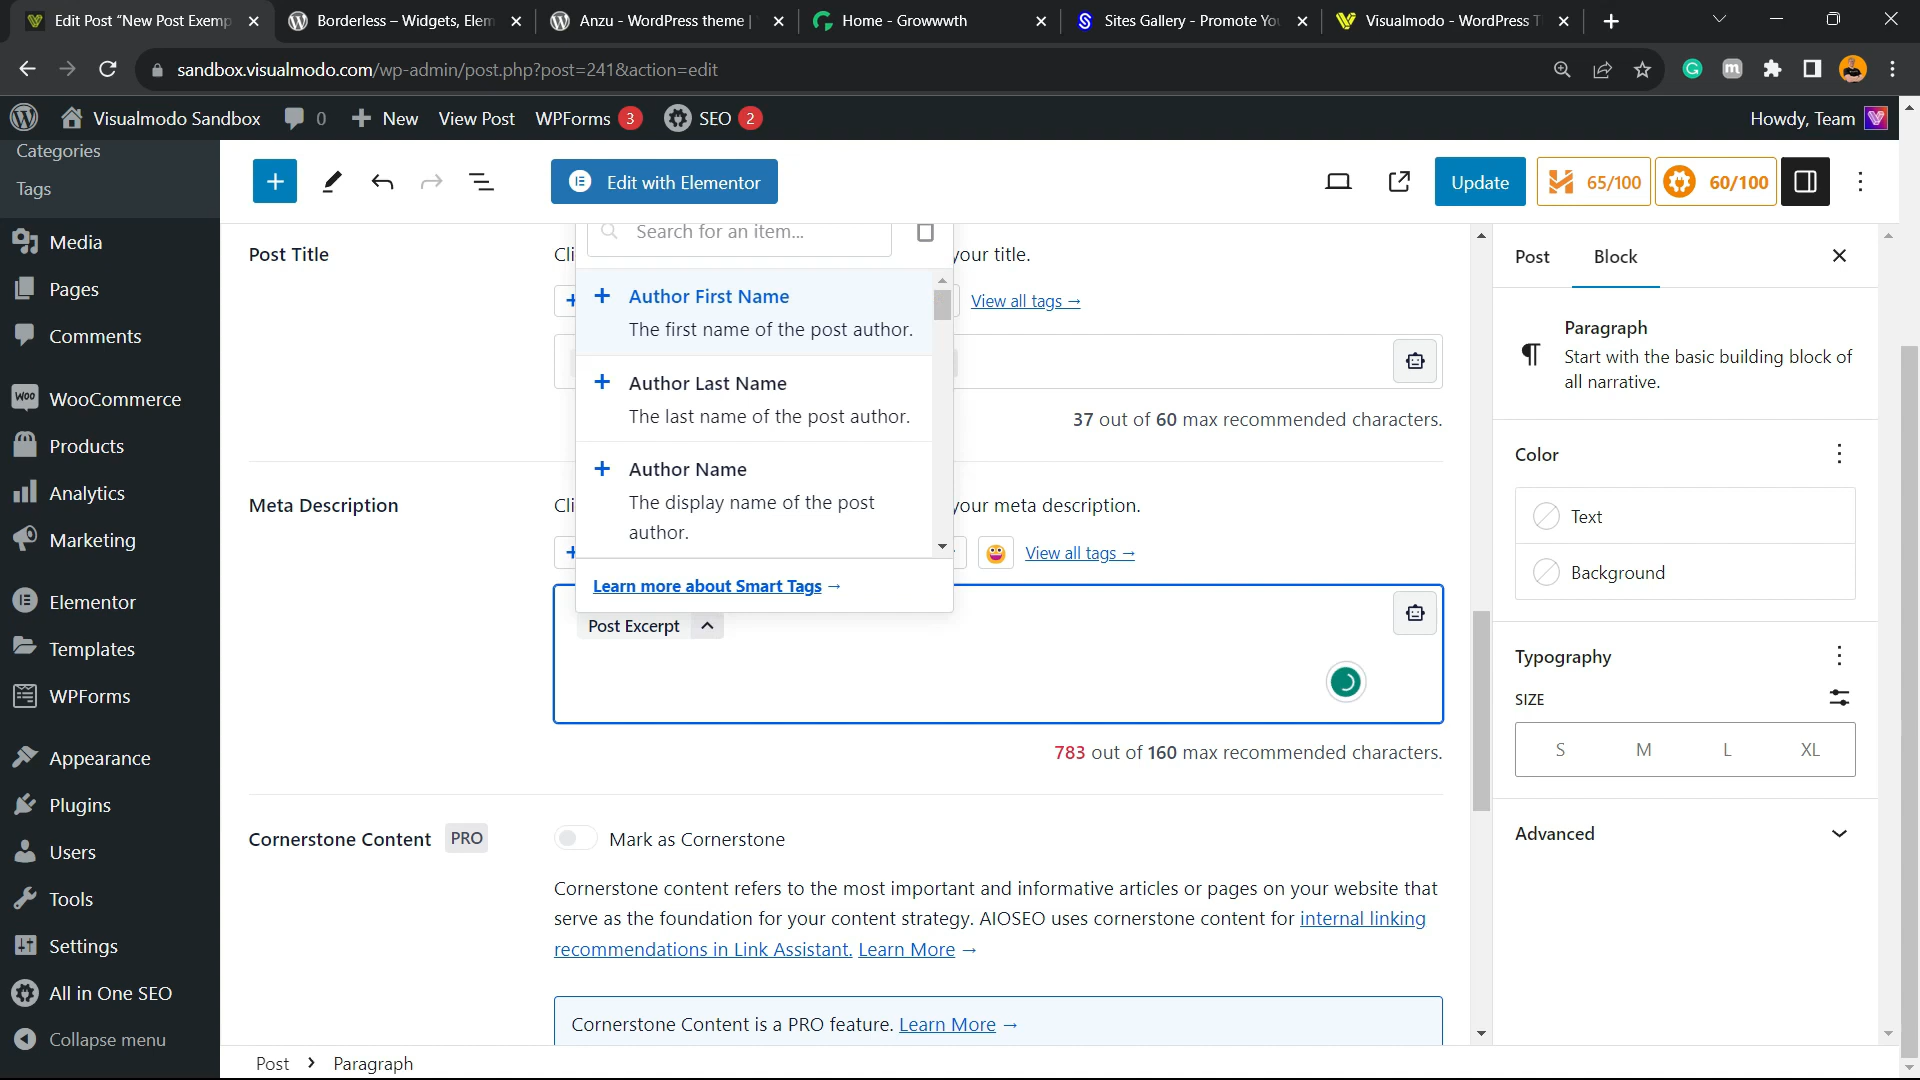 Edit Post “New Post Exemp
Borderless – Widgets, Elem
Anzu - WordPress theme |
Home - Growwwth
Sites Gallery - Promote You
Visualmodo - WordPress T
sandbox.visualmodo.com/wp-admin/post.php?post=241&action=edit
Visualmodo Sandbox
0
New
View Post
WPForms
3
SEO
2
Howdy, Team
Categories
Tags
Media
Pages
Comments
WooCommerce
Products
Analytics
Marketing
Elementor
Templates
WPForms
Appearance
Plugins
Users
Tools
Settings
All in One SEO
Collapse menu
Edit with Elementor
Update
65/100
60/100
Post Title
Cli
your title.
Search for an item...
View all tags →
Author First Name
The first name of the post author.
Author Last Name
The last name of the post author.
Author Name
The display name of the post
author.
Learn more about Smart Tags →
37 out of 60 max recommended characters.
Meta Description
Cli
your meta description.
View all tags →
Post Excerpt
783 out of 160 max recommended characters.
Cornerstone Content PRO
Mark as Cornerstone
Cornerstone content refers to the most important and informative articles or pages on your website that
serve as the foundation for your content strategy. AIOSEO uses cornerstone content for internal linking
recommendations in Link Assistant. Learn More →
Cornerstone Content is a PRO feature. Learn More →
Post › Paragraph
Post
Block
Paragraph
Start with the basic building block of
all narrative.
Color
Text
Background
Typography
SIZE
S M L XL
Advanced